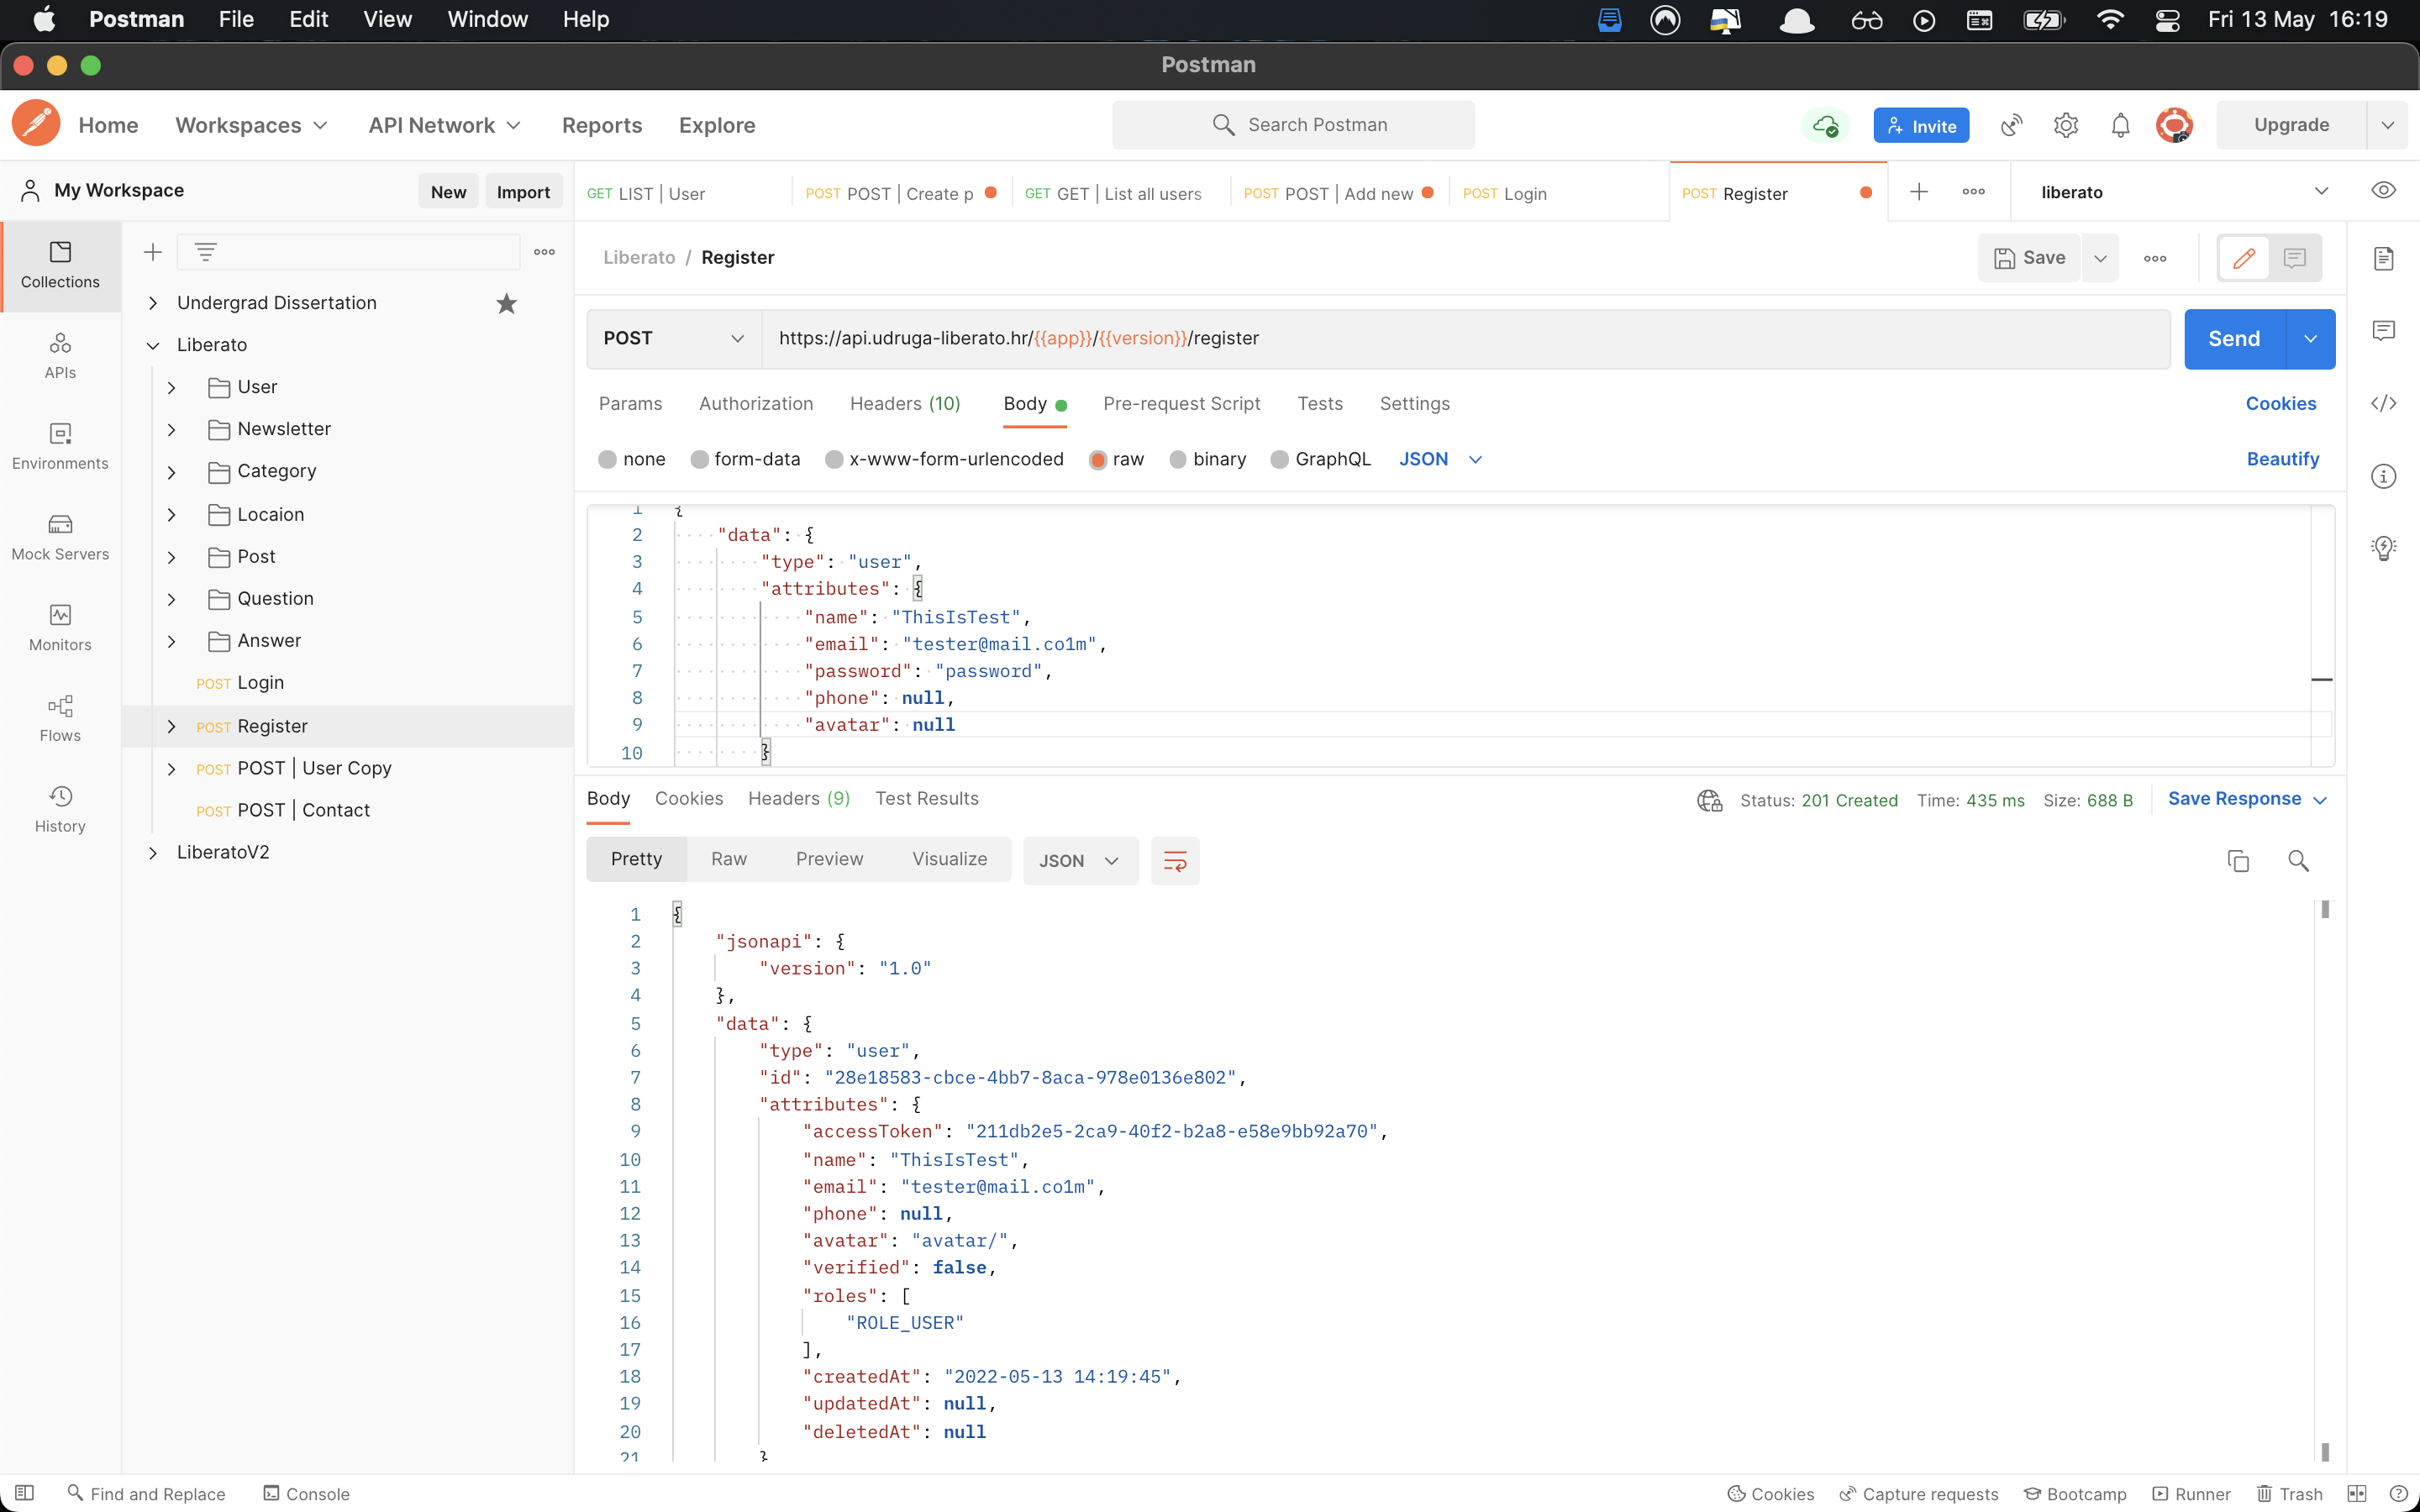 Postman File Edit View Window Help Fri 13 May 16:19
Postman
Home Workspaces API Network Reports Explore Search Postman Invite Upgrade
My Workspace New Import
GET LIST | User POST POST | Create p GET GET | List all users POST POST | Add new POST Login POST Register liberato
Collections
APIs
Environments
Mock Servers
Monitors
Flows
History
Undergrad Dissertation
Liberato
User
Newsletter
Category
Locaion
Post
Question
Answer
POST Login
POST Register
POST POST | User Copy
POST POST | Contact
LiberatoV2
Liberato / Register Save
POST https://api.udruga-liberato.hr/{{app}}/{{version}}/register Send
Params Authorization Headers (10) Body Pre-request Script Tests Settings Cookies
none form-data x-www-form-urlencoded raw binary GraphQL JSON Beautify
1 {
2 "data": {
3 "type": "user",
4 "attributes": {
5 "name": "ThisIsTest",
6 "email": "tester@mail.co1m",
7 "password": "password",
8 "phone": null,
9 "avatar": null
10 }
Body Cookies Headers (9) Test Results Status: 201 Created Time: 435 ms Size: 688 B Save Response
Pretty Raw Preview Visualize JSON
1 {
2 "jsonapi": {
3 "version": "1.0"
4 },
5 "data": {
6 "type": "user",
7 "id": "28e18583-cbce-4bb7-8aca-978e0136e802",
8 "attributes": {
9 "accessToken": "211db2e5-2ca9-40f2-b2a8-e58e9bb92a70",
10 "name": "ThisIsTest",
11 "email": "tester@mail.co1m",
12 "phone": null,
13 "avatar": "avatar/",
14 "verified": false,
15 "roles": [
16 "ROLE_USER"
17 ],
18 "createdAt": "2022-05-13 14:19:45",
19 "updatedAt": null,
20 "deletedAt": null
21 }
Find and Replace Console Cookies Capture requests Bootcamp Runner Trash